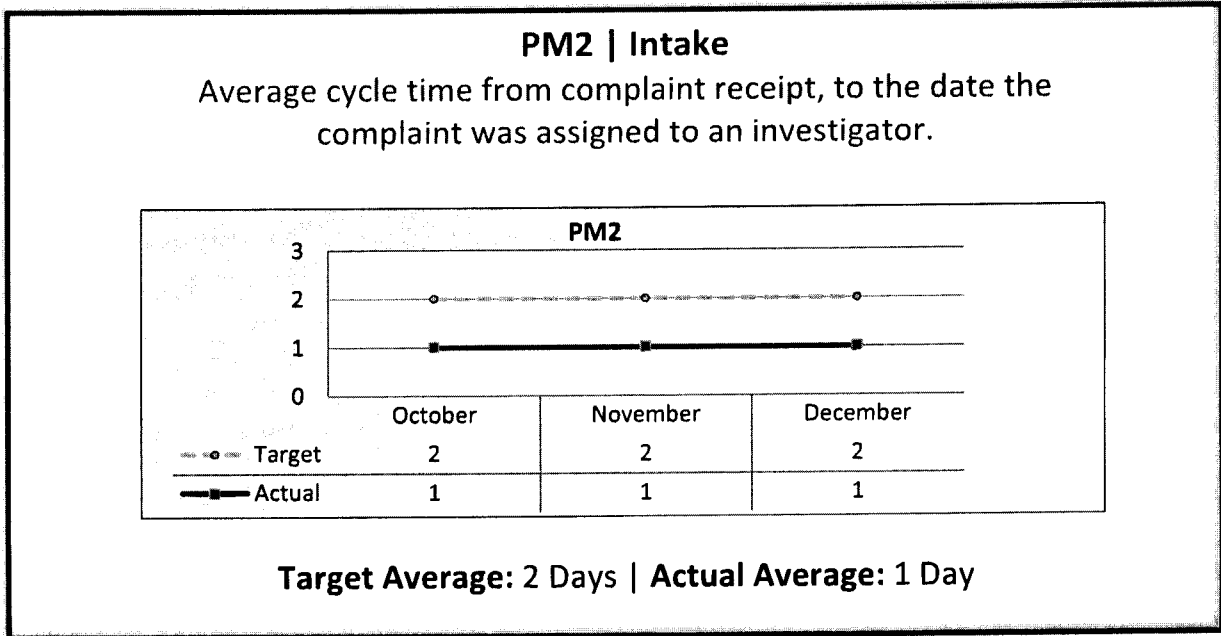 PM2 | Intake
Average cycle time from complaint receipt, to the date the
complaint was assigned to an investigator.
PM2
3
2
1
0
October November December
Target 2 2 2
Actual 1 1 1
Target Average: 2 Days | Actual Average: 1 Day